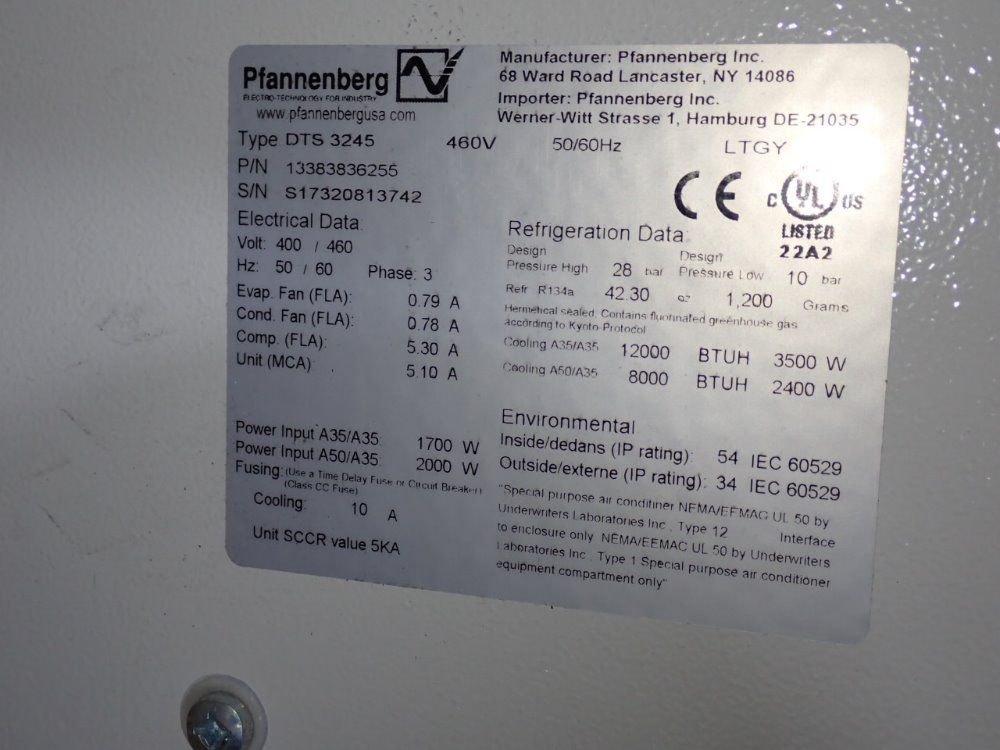 Pfannenberg
ELECTRO-TECHNOLOGY FOR INDUSTRY
www.pfannenbergusa.com
Manufacturer: Pfannenberg Inc.
68 Ward Road Lancaster, NY 14086
Importer: Pfannenberg Inc.
Werner-Witt Strasse 1, Hamburg DE-21035
Type DTS 3245 460V 50/60Hz LTGY
P/N 13383836255
S/N S17320813742
CE
C UL US
LISTED
22A2
Electrical Data:
Volt: 400 / 460
Hz: 50 / 60 Phase: 3
Evap. Fan (FLA): 0.79 A
Cond. Fan (FLA): 0.78 A
Comp. (FLA): 5.30 A
Unit (MCA): 5.10 A
Power Input A35/A35: 1700 W
Power Input A50/A35: 2000 W
Fusing: (Use a Time Delay Fuse or Circuit Breaker)
(Class CC Fuse)
Cooling: 10 A
Unit SCCR value 5KA
Refrigeration Data:
Design Design
Pressure High 28 bar Pressure Low 10 bar
Refr R134a 42.30 oz 1,200 Grams
Hermetical sealed. Contains fluorinated greenhouse gas
according to Kyoto-Protocol
Cooling A35/A35 12000 BTUH 3500 W
Cooling A50/A35 8000 BTUH 2400 W
Environmental
Inside/dedans (IP rating): 54 IEC 60529
Outside/externe (IP rating): 34 IEC 60529
"Special purpose air conditiner NEMA/EEMAC UL 50 by
Underwriters Laboratories Inc., Type 12 Interface
to enclosure only NEMA/EEMAC UL 50 by Underwriters
Laboratories Inc., Type 1 Special purpose air conditioner
equipment compartment only"